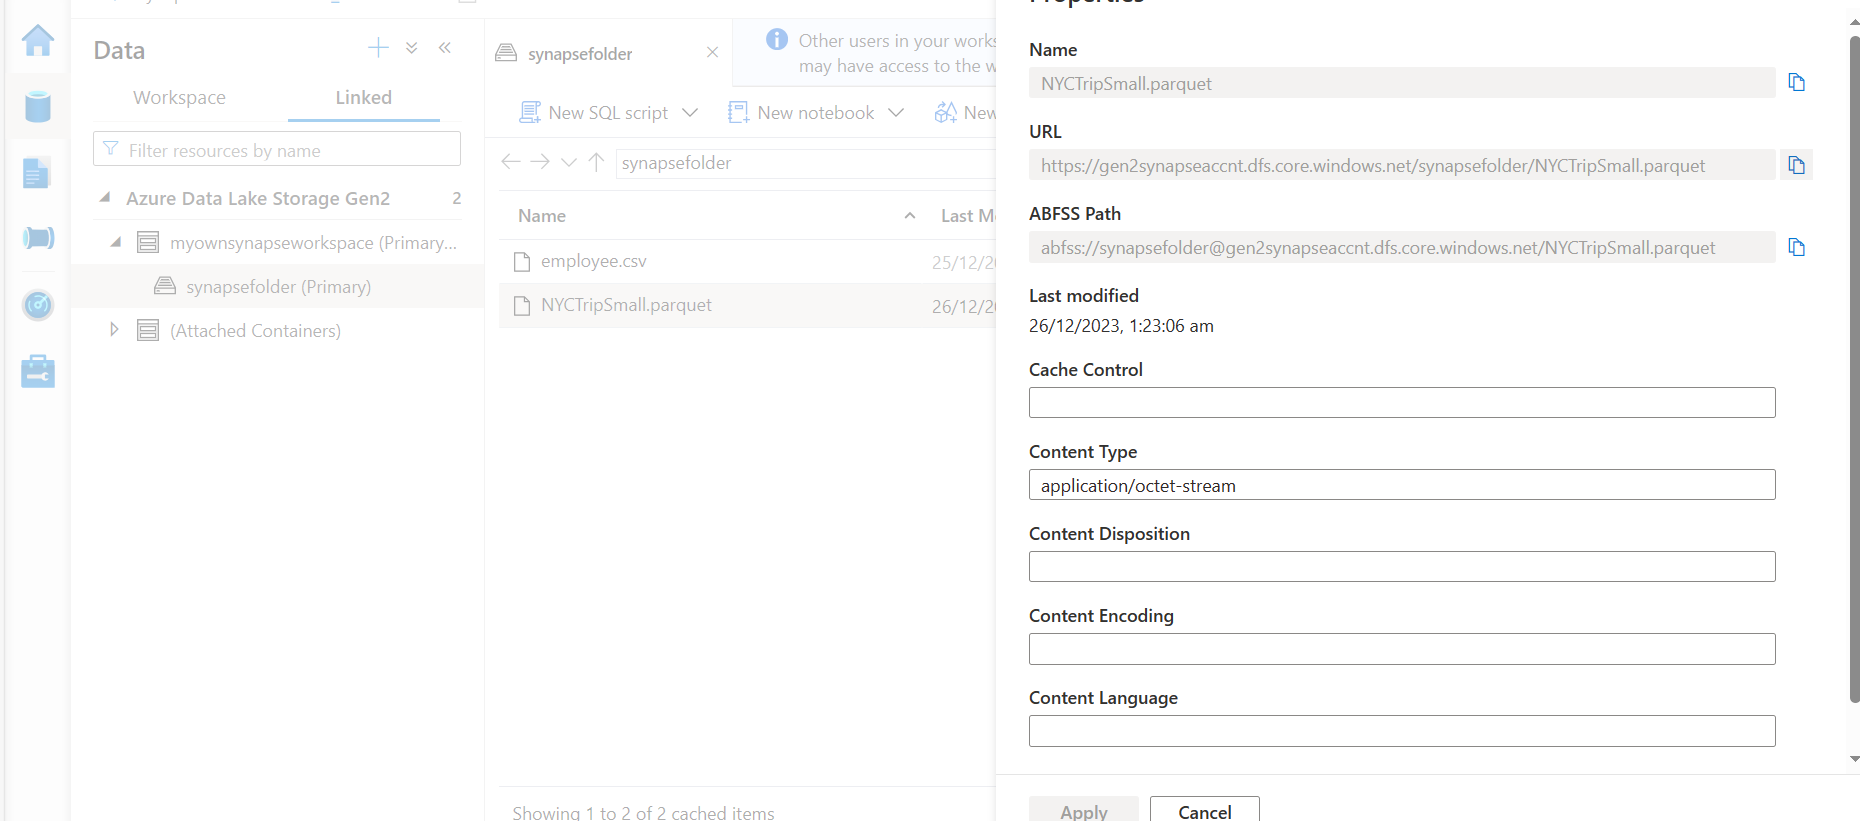 Properties
Data
Workspace
Linked
Filter resources by name
Azure Data Lake Storage Gen2 2
myownsynapseworkspace (Primary...
synapsefolder (Primary)
(Attached Containers)
synapsefolder
Other users in your works
may have access to the w
New SQL script
New notebook
New
synapsefolder
Name
Last M
employee.csv 25/12/20
NYCTripSmall.parquet 26/12/20
Showing 1 to 2 of 2 cached items
Name
NYCTripSmall.parquet
URL
https://gen2synapseaccnt.dfs.core.windows.net/synapsefolder/NYCTripSmall.parquet
ABFSS Path
abfss://synapsefolder@gen2synapseaccnt.dfs.core.windows.net/NYCTripSmall.parquet
Last modified
26/12/2023, 1:23:06 am
Cache Control
Content Type
application/octet-stream
Content Disposition
Content Encoding
Content Language
Apply
Cancel